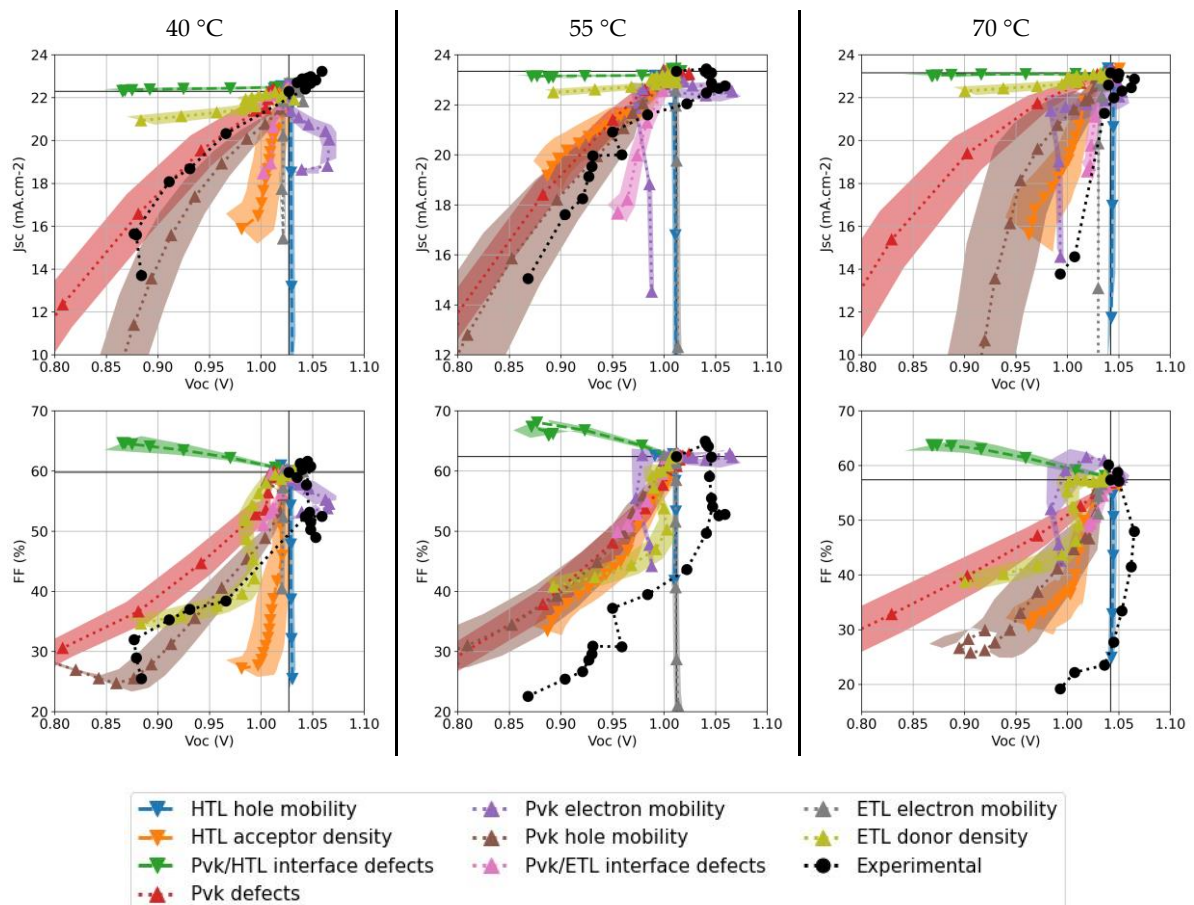 40 °C
55 °C
70 °C
24
22
20
18
16
14
12
10
Jsc (mA.cm-2)
0.80 0.85 0.90 0.95 1.00 1.05 1.10
Voc (V)
24
22
20
18
16
14
12
Jsc (mA.cm-2)
0.80 0.85 0.90 0.95 1.00 1.05 1.10
Voc (V)
24
22
20
18
16
14
12
10
Jsc (mA.cm-2)
0.80 0.85 0.90 0.95 1.00 1.05 1.10
Voc (V)
70
60
50
40
30
20
FF (%)
0.80 0.85 0.90 0.95 1.00 1.05 1.10
Voc (V)
70
60
50
40
30
20
FF (%)
0.80 0.85 0.90 0.95 1.00 1.05 1.10
Voc (V)
70
60
50
40
30
20
FF (%)
0.80 0.85 0.90 0.95 1.00 1.05 1.10
Voc (V)
HTL hole mobility
HTL acceptor density
Pvk/HTL interface defects
Pvk defects
Pvk electron mobility
Pvk hole mobility
Pvk/ETL interface defects
ETL electron mobility
ETL donor density
Experimental